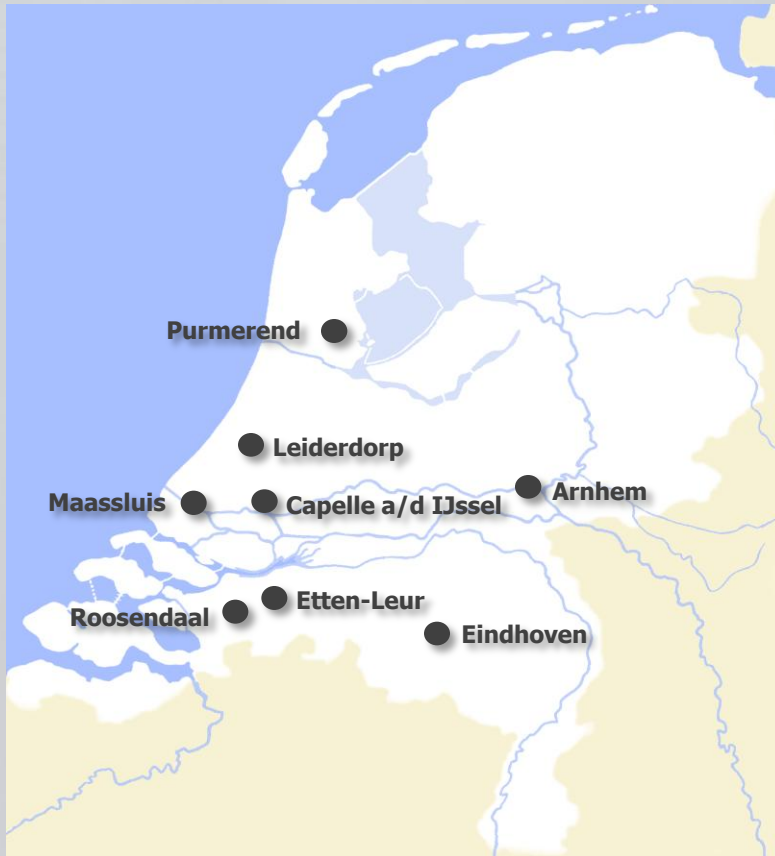 Purmerend
Leiderdorp
Maassluis
Capelle a/d IJssel
Arnhem
Roosendaal
Etten-Leur
Eindhoven